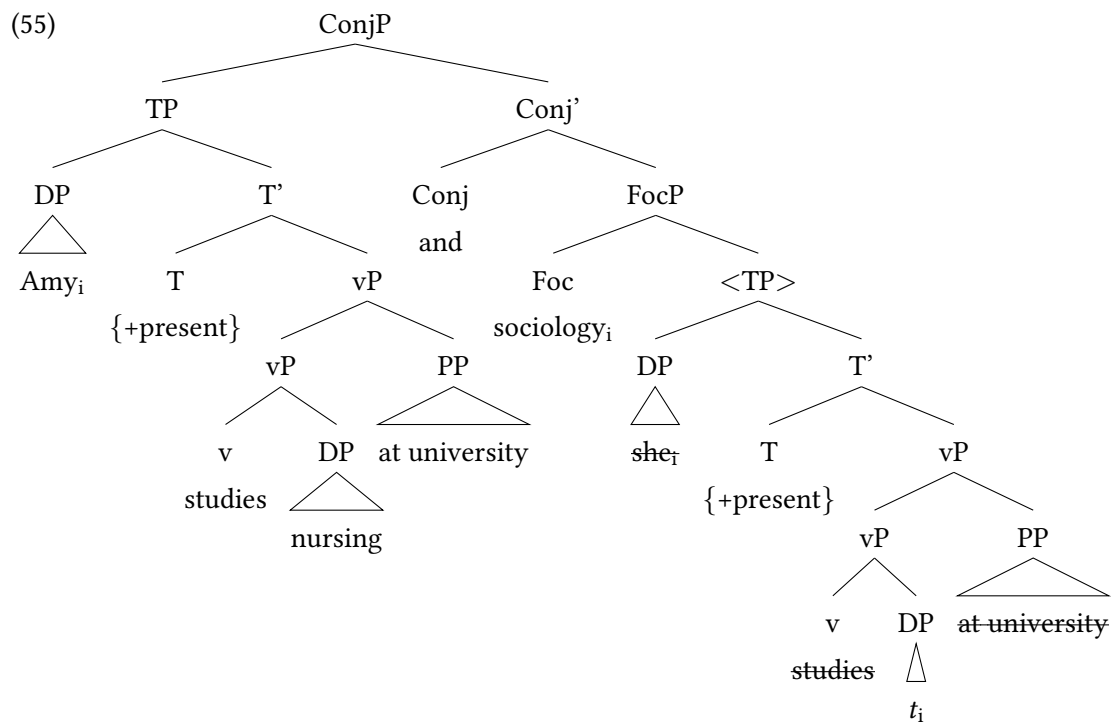 (55) ConjP
TP Conj’
DP T’ Conj FocP
and
Amyi T vP Foc <TP>
{+present} sociologyi
vP PP DP T’
v DP at university shei T vP
studies {+present}
nursing vP PP
v DP at university
studies
ti